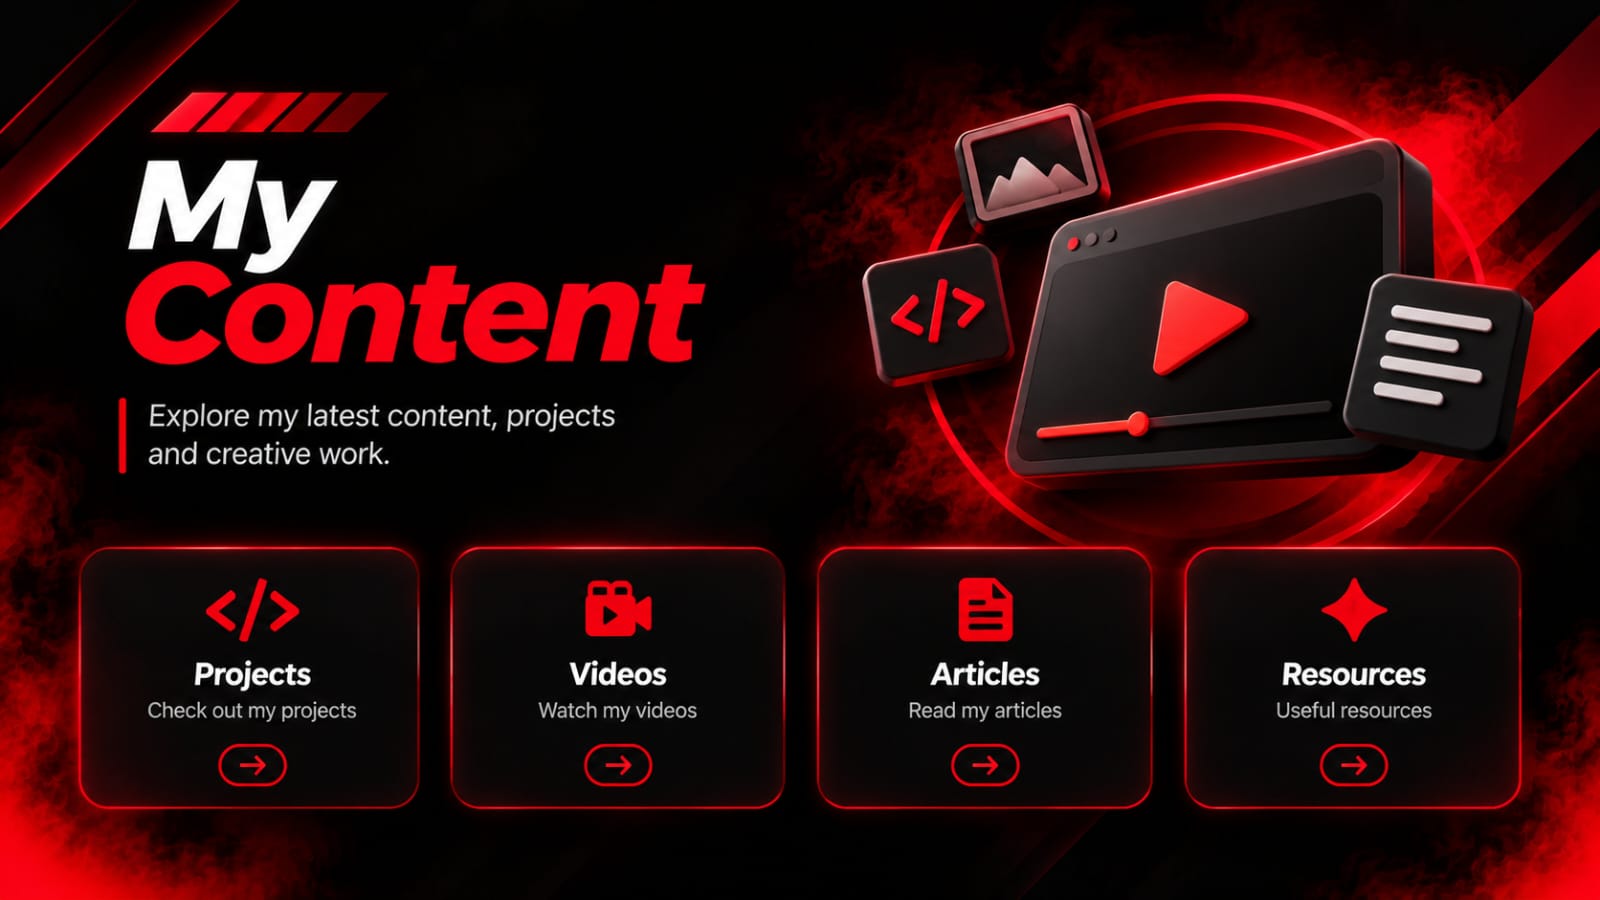 My
Content
Explore my latest content, projects
and creative work.
Projects
Check out my projects
Videos
Watch my videos
Articles
Read my articles
Resources
Useful resources